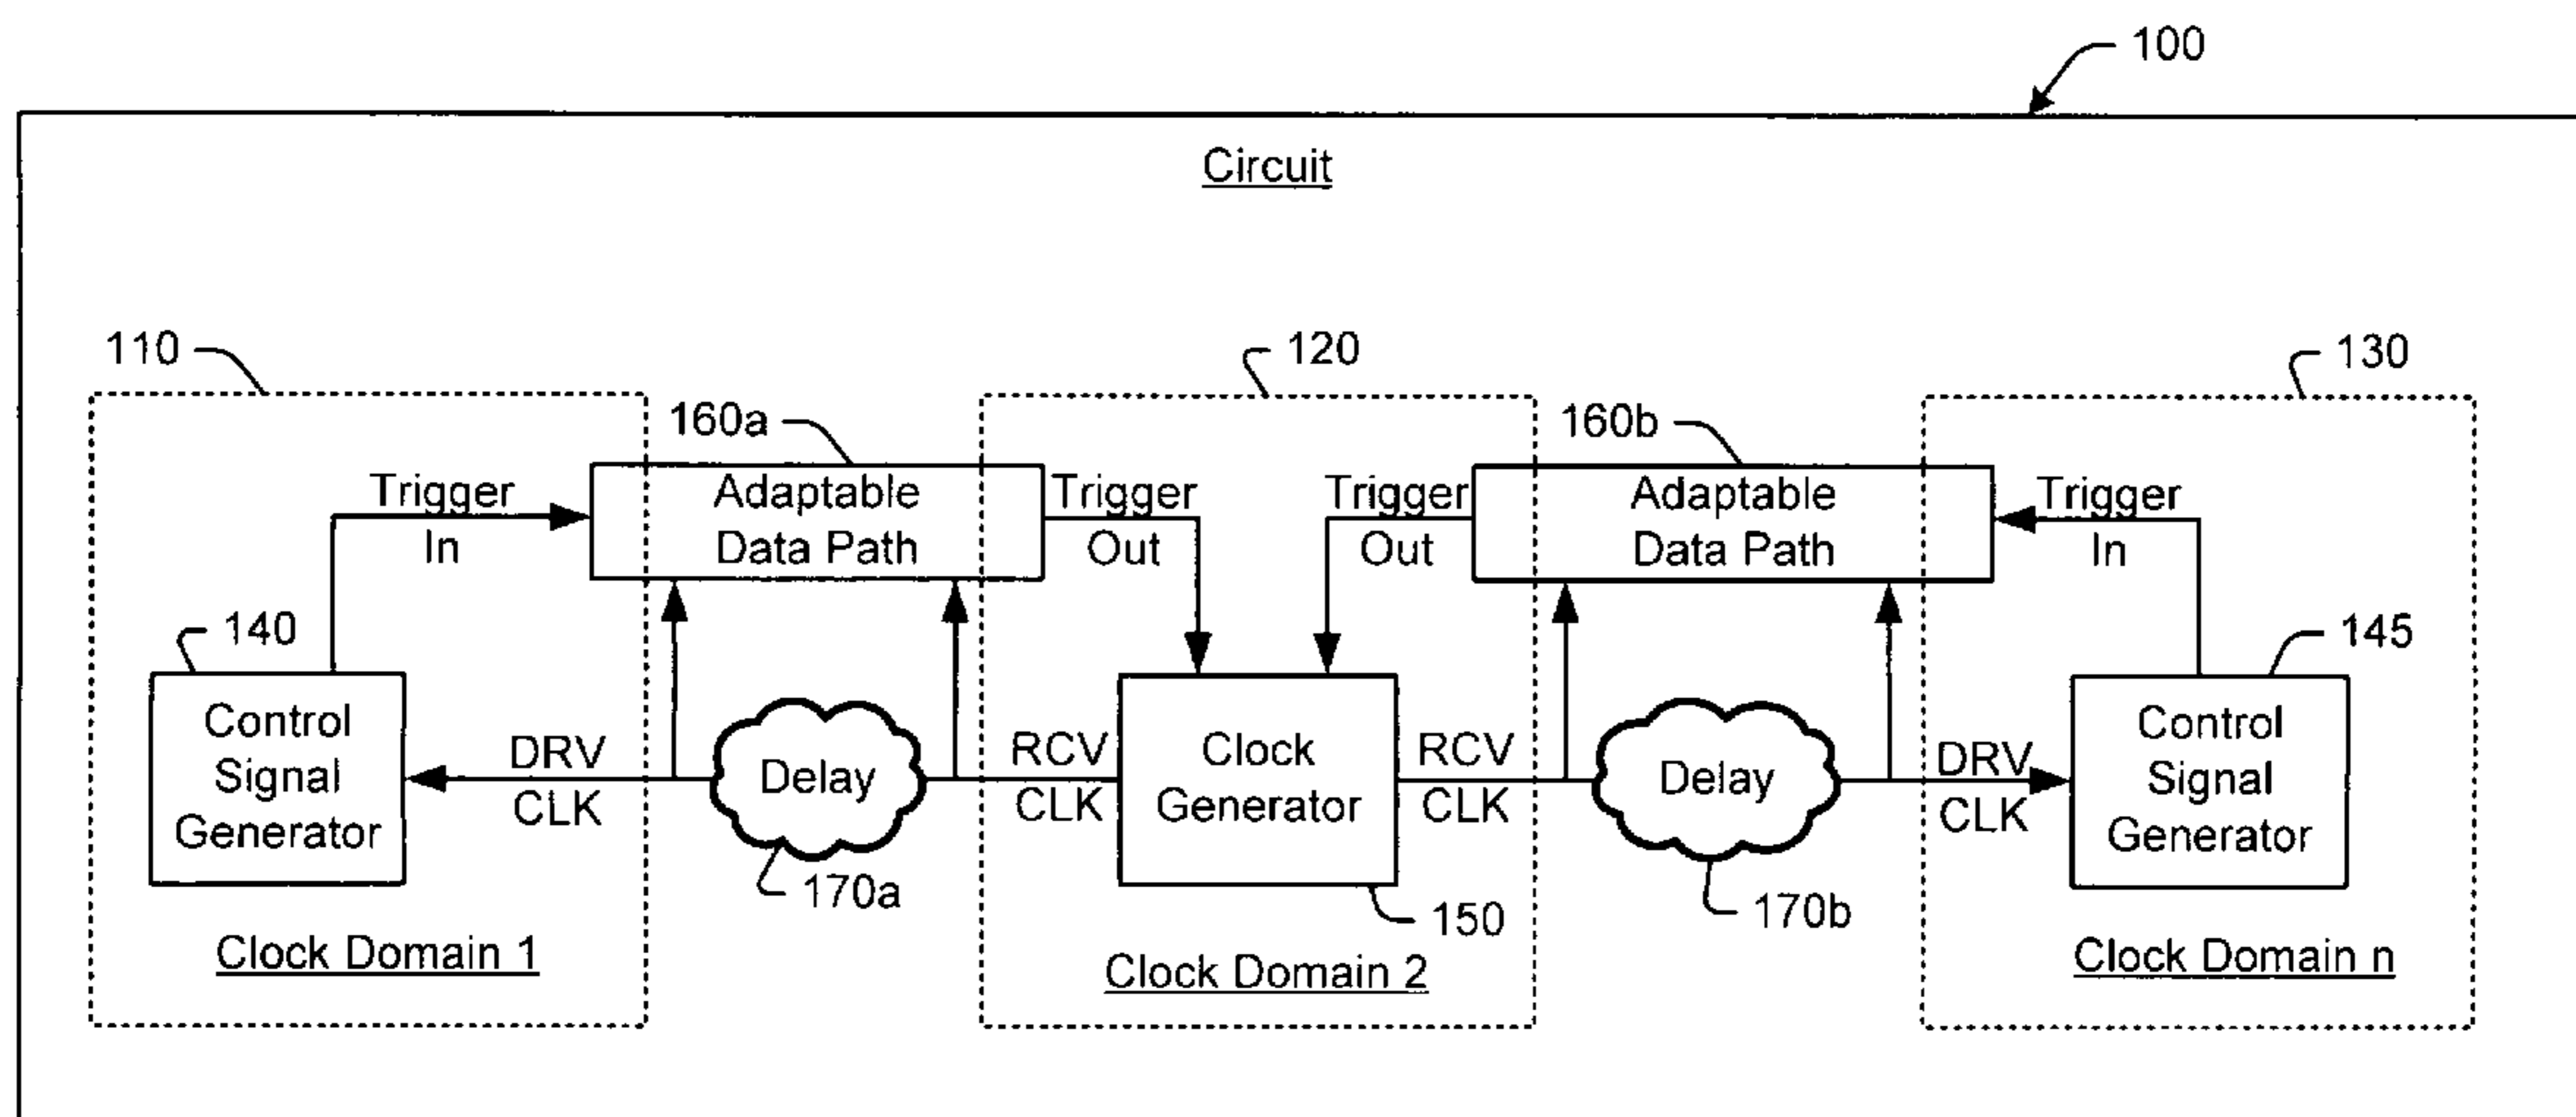 100
Circuit
110
120
130
160a
160b
Trigger
In
Adaptable
Data Path
Trigger
Out
Trigger
Out
Adaptable
Data Path
Trigger
In
140
145
Control
Signal
Generator
DRV
CLK
Delay
RCV
CLK
Clock
Generator
RCV
CLK
Delay
DRV
CLK
Control
Signal
Generator
170a
150
170b
Clock Domain 1
Clock Domain 2
Clock Domain n